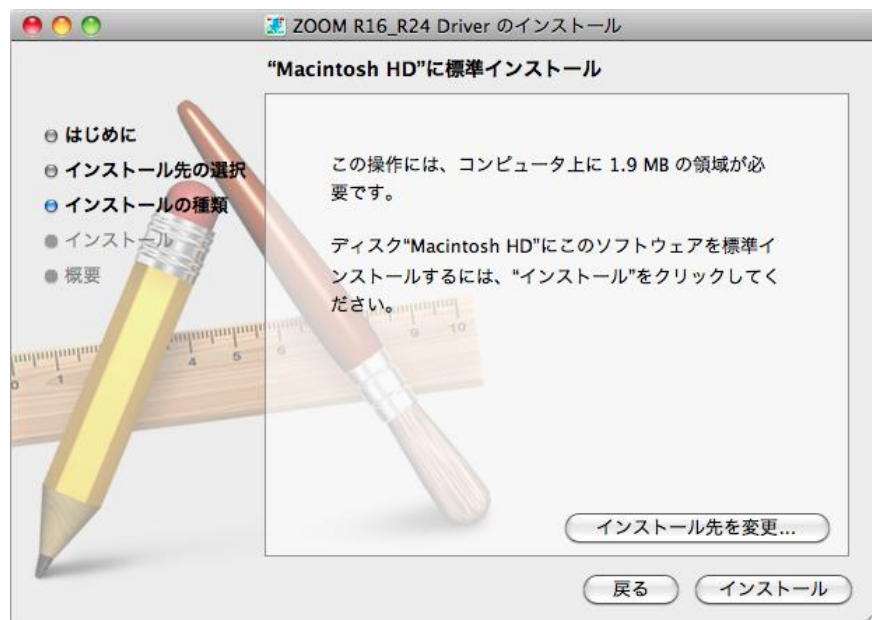 ZOOM R16_R24 Driver のインストール
“Macintosh HD”に標準インストール
はじめに
インストール先の選択
インストールの種類
インストール
概要
この操作には、コンピュータ上に 1.9 MB の領域が必
要です。
ディスク“Macintosh HD”にこのソフトウェアを標準イ
ンストールするには、“インストール”をクリックしてく
ださい。
0 1 4 5 6 9 10
インストール先を変更...
戻る
インストール